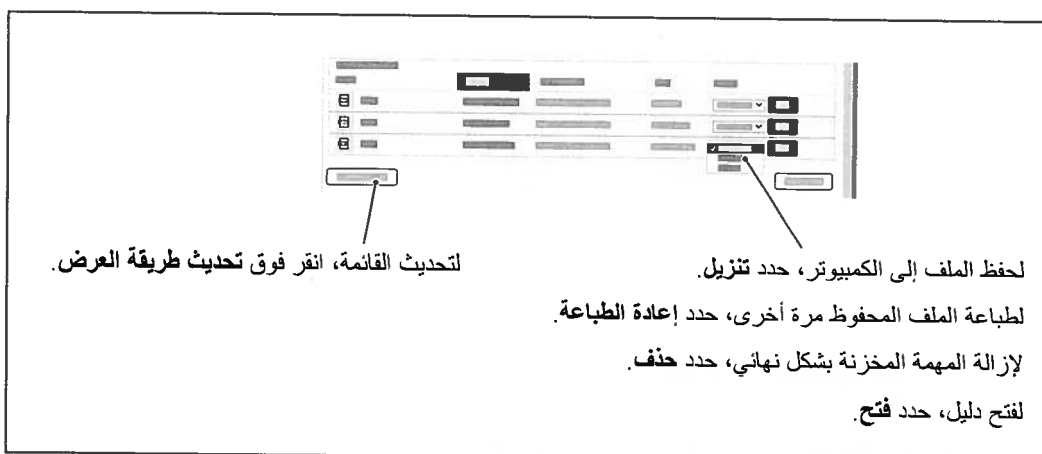 لحفظ الملف إلى الكمبيوتر، حدد تنزيل.
لطباعة الملف المحفوظ مرة أخرى، حدد إعادة الطباعة.
لإزالة المهمة المخزنة بشكل نهائي، حدد حذف.
لفتح دليل، حدد فتح.
لتحديث القائمة، انقر فوق تحديث طريقة العرض.